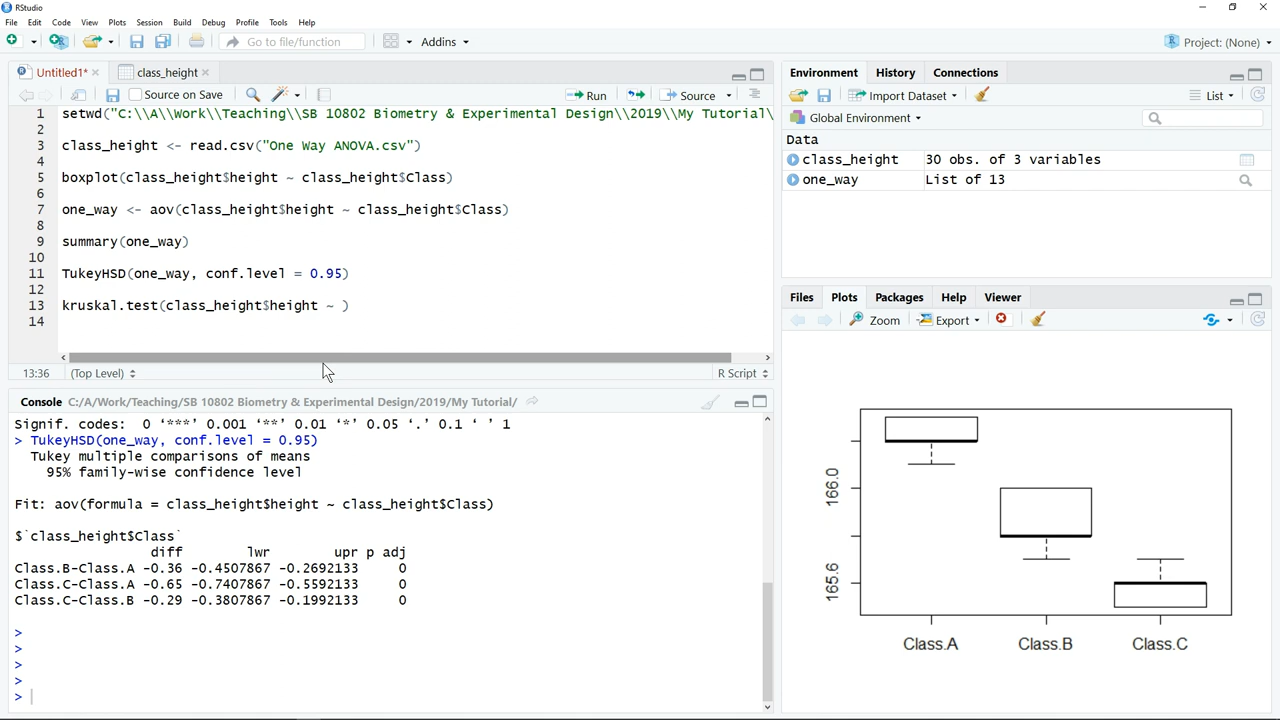 RStudio
File Edit Code View Plots Session Build Debug Profile Tools Help
Go to file/function Addins Project: (None)
Untitled1* class_height
Source on Save Run Source
1 setwd("C:\\A\\Work\\Teaching\\SB 10802 Biometry & Experimental Design\\2019\\My Tutorial\
2
3 class_height <- read.csv("One Way ANOVA.csv")
4
5 boxplot(class_height$height ~ class_height$Class)
6
7 one_way <- aov(class_height$height ~ class_height$Class)
8
9 summary(one_way)
10
11 TukeyHSD(one_way, conf.level = 0.95)
12
13 kruskal.test(class_height$height ~ )
14
13:36 (Top Level) R Script
Console C:/A/Work/Teaching/SB 10802 Biometry & Experimental Design/2019/My Tutorial/
Signif. codes: 0 ‘***’ 0.001 ‘**’ 0.01 ‘*’ 0.05 ‘.’ 0.1 ‘ ’ 1
> TukeyHSD(one_way, conf.level = 0.95)
Tukey multiple comparisons of means
95% family-wise confidence level
Fit: aov(formula = class_height$height ~ class_height$Class)
$`class_height$Class`
diff lwr upr p adj
Class.B-Class.A -0.36 -0.4507867 -0.2692133 0
Class.C-Class.A -0.65 -0.7407867 -0.5592133 0
Class.C-Class.B -0.29 -0.3807867 -0.1992133 0
>
>
>
>
>
Environment History Connections
Import Dataset List
Global Environment
Data
class_height 30 obs. of 3 variables
one_way List of 13
Files Plots Packages Help Viewer
Zoom Export
166.0
165.6
Class.A Class.B Class.C